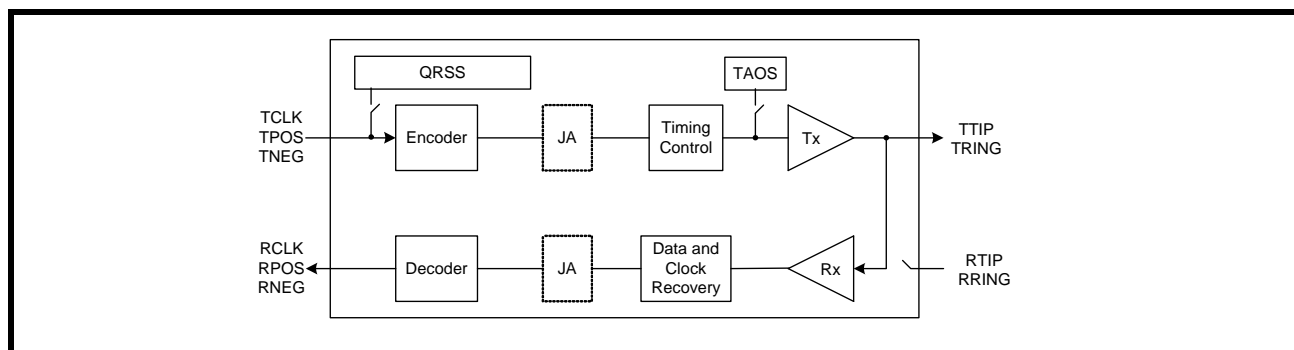 QRSS
TAOS
TCLK
TPOS
TNEG
Encoder
JA
Timing
Control
Tx
TTIP
TRING
RCLK
RPOS
RNEG
Decoder
JA
Data and
Clock
Recovery
Rx
RTIP
RRING